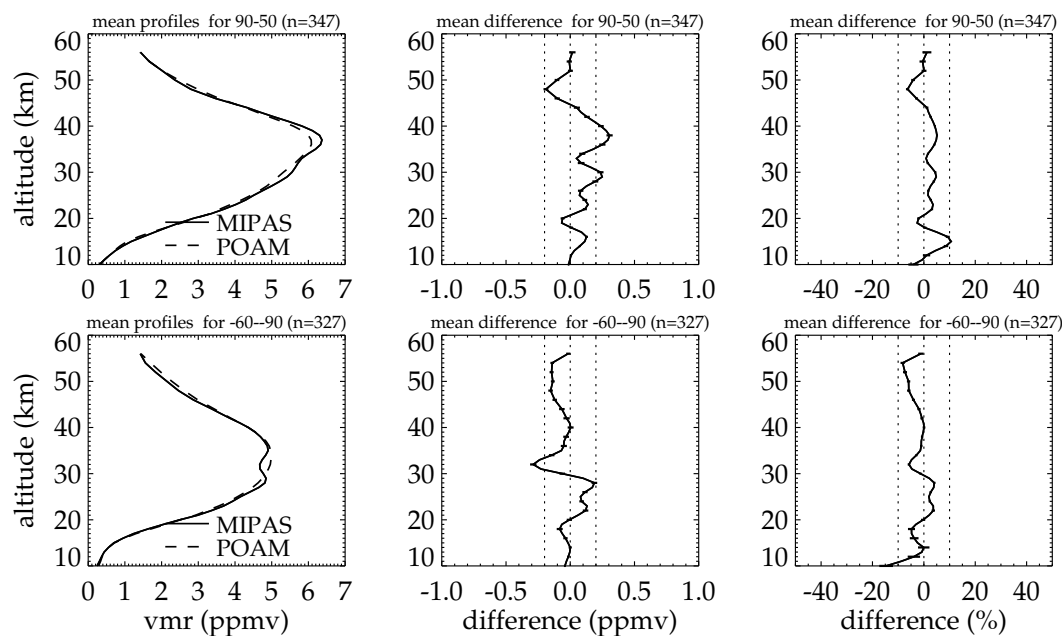 mean profiles for 90-50 (n=347)
mean difference for 90-50 (n=347)
mean difference for 90-50 (n=347)
altitude (km)
60
50
40
30
20
10
MIPAS
POAM
0 1 2 3 4 5 6 7
-1.0 -0.5 0.0 0.5 1.0
-40 -20 0 20 40
mean profiles for -60--90 (n=327)
mean difference for -60--90 (n=327)
mean difference for -60--90 (n=327)
altitude (km)
60
50
40
30
20
10
MIPAS
POAM
0 1 2 3 4 5 6 7
-1.0 -0.5 0.0 0.5 1.0
-40 -20 0 20 40
vmr (ppmv)
difference (ppmv)
difference (%)